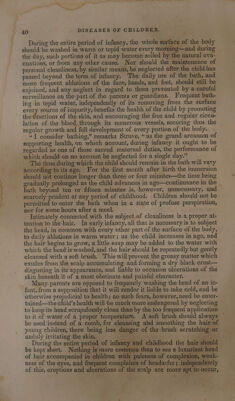 40 DISEASES OF CHILDREN.
During the entire period of infancy, the whole surface of the body
should be washed in warm or tepid water every morning—and during
the day, such portions of it as may become soiled by the natural eva-
cuations, or from any other cause. Nor should the maintenance of
personal cleanliness, by similar means, be neglected after the child has
passed beyond the term of infancy. The daily use of the bath, and
more frequent ablutions of the face, hands, and feet, should still be
enjoined, and any neglect in regard to them prevented by a careful
surveillance on the part of the parents or guardians. Frequent bath-
ing in tepid water, independently of its removing from the surface
every source of impurity, benefits the health of the child by promoting
the functions of the skin, and encouraging the free and regular circu-
lation of the blood, through its numerous vessels, securing thus the
regular growth and full development of every portion of the body.
“I consider bathing,” remarks Struve, “as the grand arcanum of
supporting health, on which account, during infancy it ought to be
regarded as one of those sacred maternal duties, the performance of
which should on no account be neglected for a single day.”
The time during which the child should remain in the bath will vary
according to its age. For the first month after birth the immersion
should not continue longer than three or four minutes—the time being
gradually prolonged as the child advances in age—continuance in the
bath beyond ten or fifteen minutes is, however, unnecessary, and
scarcely prudent at any period of childhood. Children should not be
permitted to enter the bath when in a state of profuse perspiration,
nor for some hours after a meal.
Intimately connected with the subject of cleanliness is a proper at-
tention to the hair. In early infancy, all that is necessary is to subject
the head, in common with every other part of the surface of the body,
to daily ablutions in warm water; as the child increases in age, and
the hair begins to grow, a little soap may be added to the water with
which the head is washed, and the hair should be repeatedly but gently
cleansed with a soft brush. This will prevent the greasy matter which
exudes from the scalp accumulating and forming a dry black crust—
disgusting in its appearance, and liable to occasion ulcerations of the
skin beneath it of a most obstinate and painful character.
Many parents are opposed to frequently washing the head of an in-
fant, from a supposition that it will render it liable to take cold, and be
otherwise prejudicial to health; no such fears, however, need be enter-
tained—the child's health will be much more endangered by neglecting
to keep its head scrupulously clean than by the too frequent application
to it of water of a proper temperature. A soft brush should always
be used instead of a comb, for cleansing and smoothing the hair of
young children, there being less danger of the brush scratching or
unduly irritating the skin.
During the entire period of infancy and childhood the hair should
be kept short. Nothing is more common than to see a luxuriant head
of hair accompanied in children with paleness of complexion, weak-
ness of the eyes, and frequent complaints of headache; independently
of this, eruptions and ulcerations of the scalp are more apt to occur,